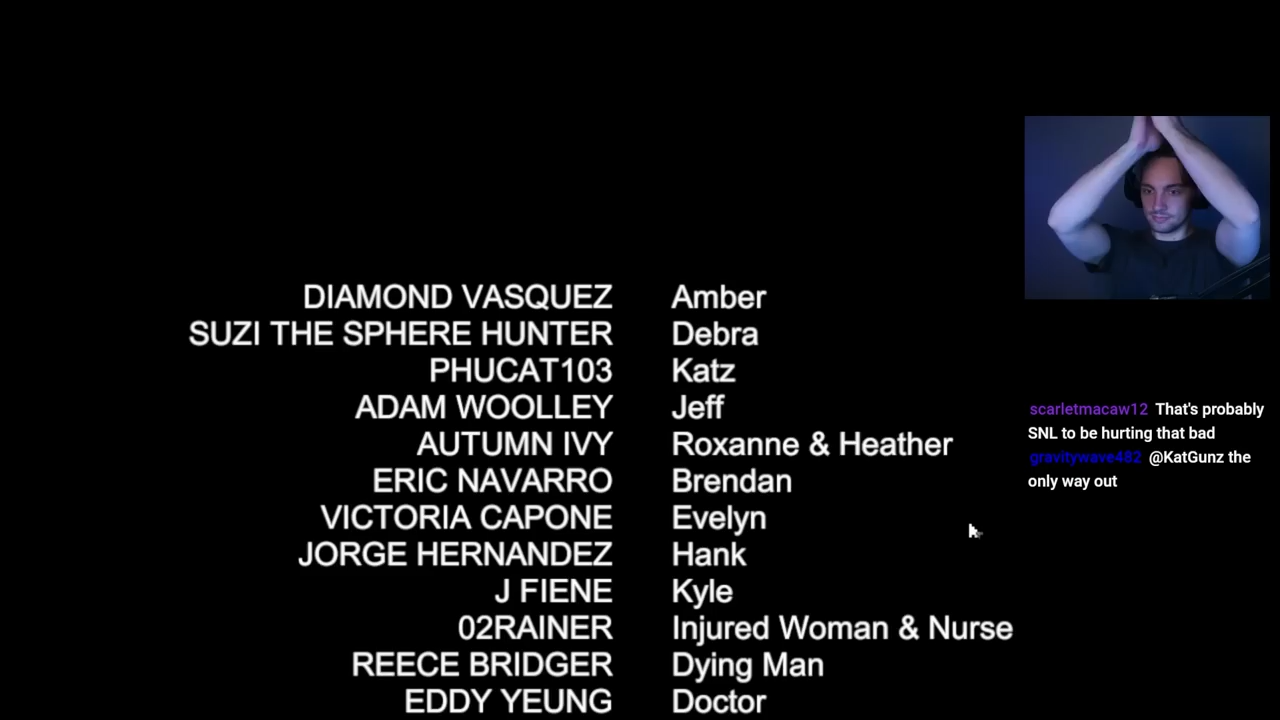 DIAMOND VASQUEZ Amber
SUZI THE SPHERE HUNTER Debra
PHUCAT103 Katz
ADAM WOOLLEY Jeff
AUTUMN IVY Roxanne & Heather
ERIC NAVARRO Brendan
VICTORIA CAPONE Evelyn
JORGE HERNANDEZ Hank
J FIENE Kyle
02RAINER Injured Woman & Nurse
REECE BRIDGER Dying Man
EDDY YEUNG Doctor
scarletmacaw12 That's probably
SNL to be hurting that bad
gravitywave482 @KatGunz the
only way out